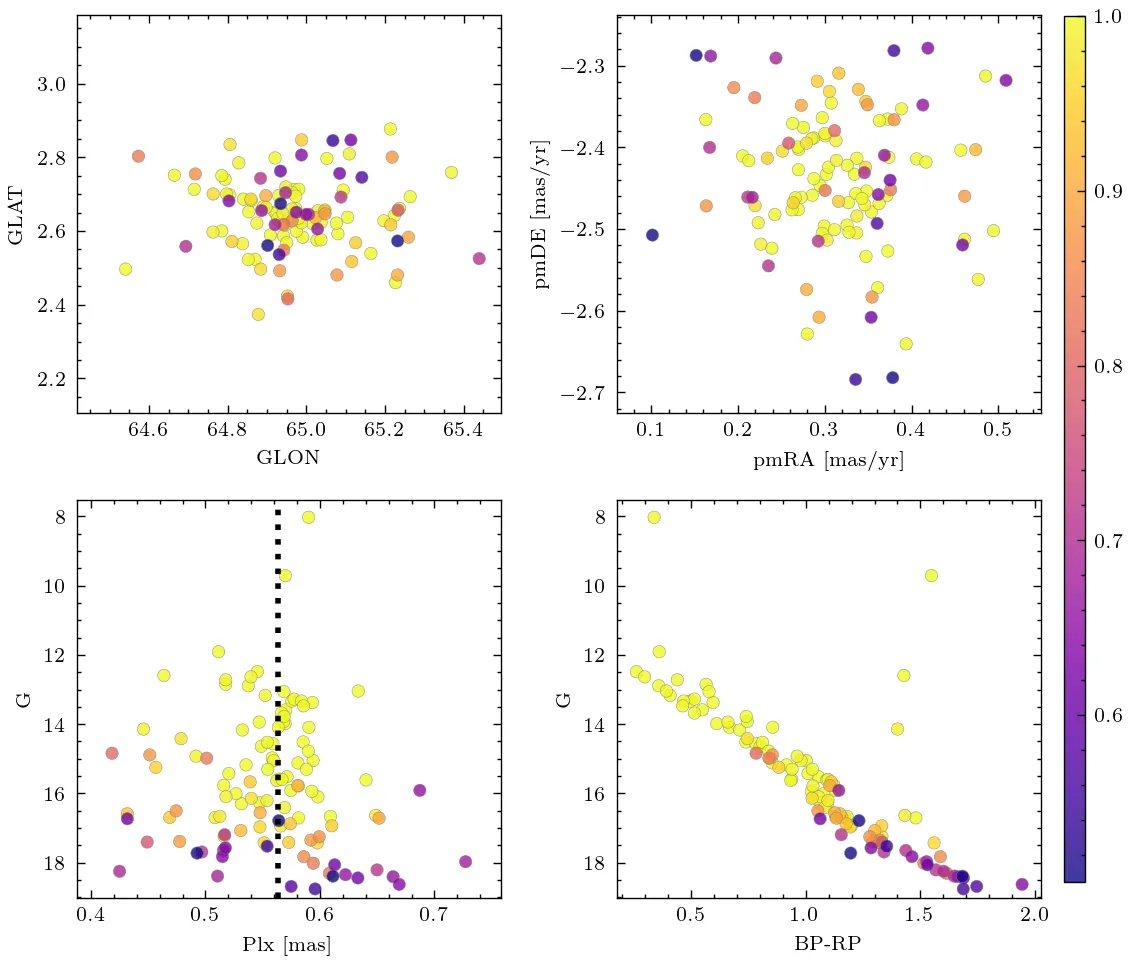 3.0
2.8
2.6
2.4
2.2
GLAT
64.6 64.8 65.0 65.2 65.4
GLON
−2.3
−2.4
−2.5
−2.6
−2.7
pmDE [mas/yr]
0.1 0.2 0.3 0.4 0.5
pmRA [mas/yr]
1.0
0.9
0.8
0.7
0.6
8
10
12
14
16
18
G
0.4 0.5 0.6 0.7
Plx [mas]
8
10
12
14
16
18
G
0.5 1.0 1.5 2.0
BP-RP